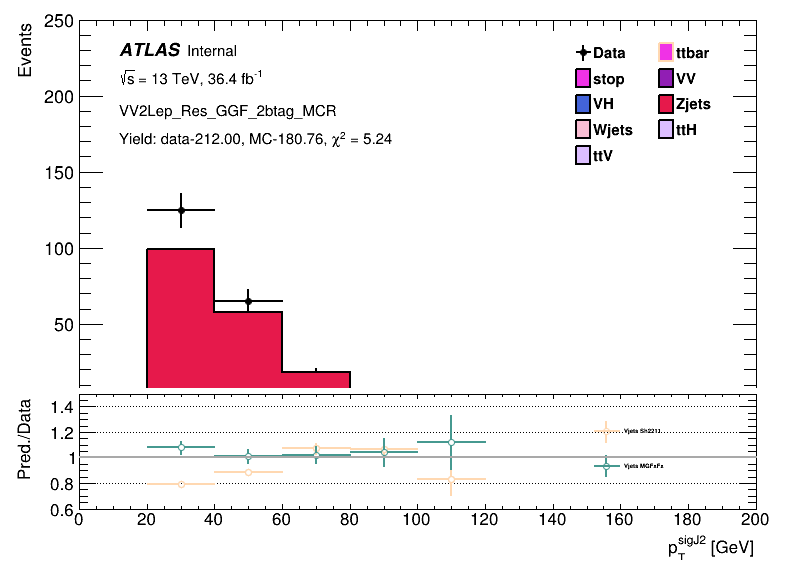 Events
250
200
150
100
50
ATLAS Internal
√s = 13 TeV, 36.4 fb⁻¹
VV2Lep_Res_GGF_2btag_MCR
Yield: data-212.00, MC-180.76, χ² = 5.24
Data
ttbar
stop
VV
VH
Zjets
Wjets
ttH
ttV
Pred./Data
1.4
1.2
1
0.8
0.6
Vjets Sh2211
Vjets MGFxFx
0 20 40 60 80 100 120 140 160 180 200
p_T^sigJ2 [GeV]